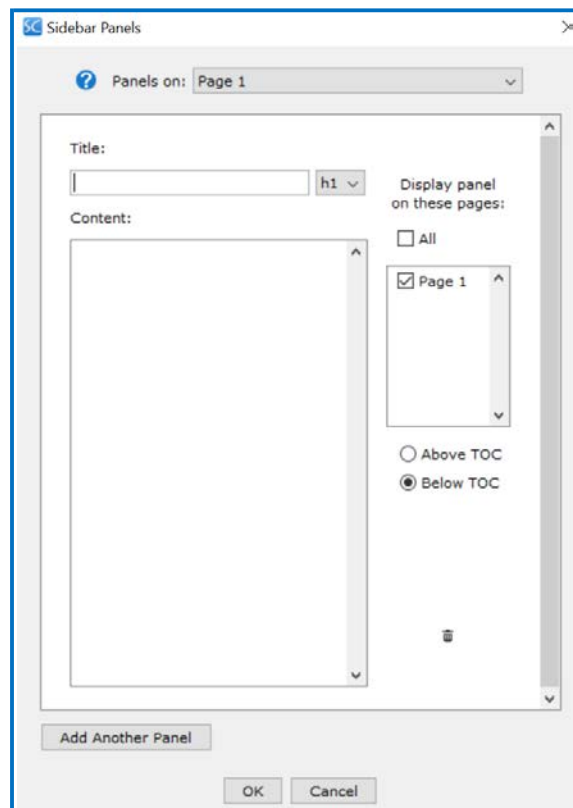 SC Sidebar Panels
? Panels on: Page 1
Title:
h1
Display panel
on these pages:
Content:
All
Page 1
Above TOC
Below TOC
Add Another Panel
OK Cancel